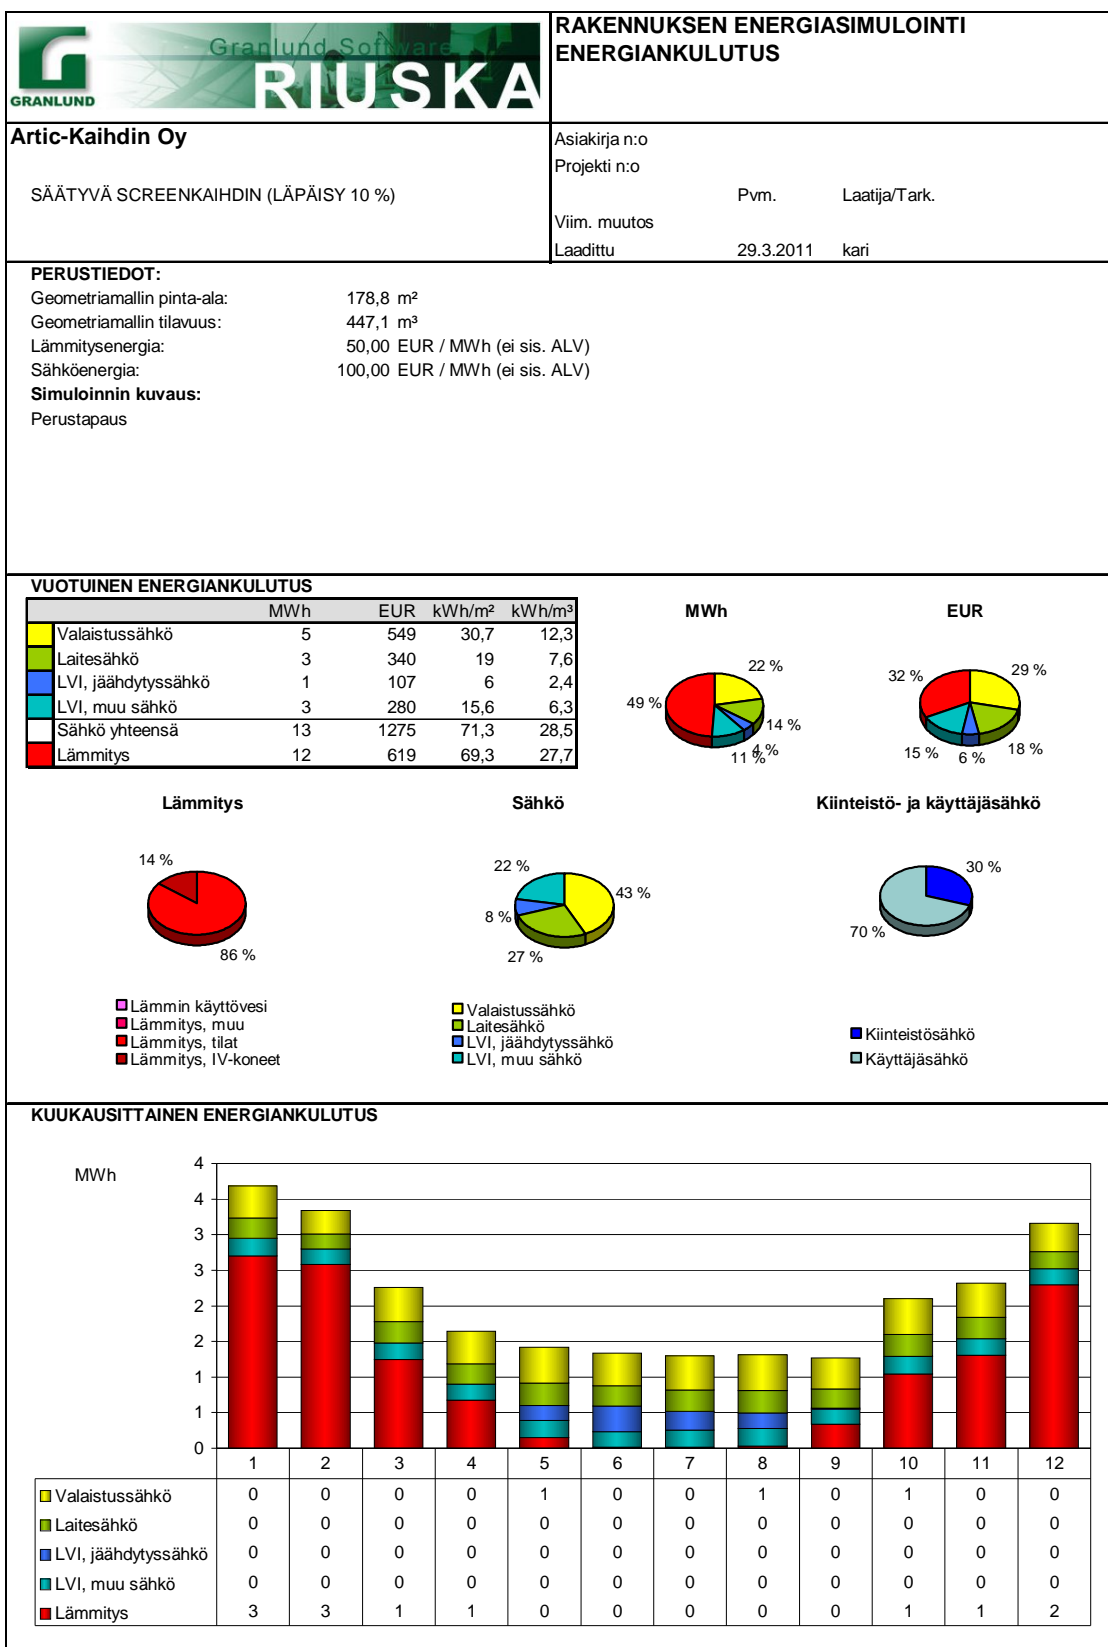 GRANLUND
Granlund Software
RIUSKA
RAKENNUKSEN ENERGIASIMULOINTI
ENERGIANKULUTUS
Artic-Kaihdin Oy
SÄÄTYVÄ SCREENKAIHDIN (LÄPÄISY 10 %)
Asiakirja n:o
Projekti n:o
Pvm. Laatija/Tark.
Viim. muutos
Laadittu 29.3.2011 kari
PERUSTIEDOT:
Geometriamallin pinta-ala: 178,8 m²
Geometriamallin tilavuus: 447,1 m³
Lämmitysenergia: 50,00 EUR / MWh (ei sis. ALV)
Sähköenergia: 100,00 EUR / MWh (ei sis. ALV)
Simuloinnin kuvaus:
Perustapaus
VUOTUINEN ENERGIANKULUTUS
MWh EUR kWh/m² kWh/m³
Valaistussähkö 5 549 30,7 12,3
Laitesähkö 3 340 19 7,6
LVI, jäähdytyssähkö 1 107 6 2,4
LVI, muu sähkö 3 280 15,6 6,3
Sähkö yhteensä 13 1275 71,3 28,5
Lämmitys 12 619 69,3 27,7
MWh
22 %
14 %
4 %
11 %
49 %
EUR
29 %
18 %
6 %
15 %
32 %
Lämmitys
14 %
86 %
Lämmin käyttövesi
Lämmitys, muu
Lämmitys, tilat
Lämmitys, IV-koneet
Sähkö
22 %
43 %
8 %
27 %
Valaistussähkö
Laitesähkö
LVI, jäähdytyssähkö
LVI, muu sähkö
Kiinteistö- ja käyttäjäsähkö
30 %
70 %
Kiinteistösähkö
Käyttäjäsähkö
KUUKAUSITTAINEN ENERGIANKULUTUS
MWh
4
4
3
3
2
2
1
1
0
1 2 3 4 5 6 7 8 9 10 11 12
Valaistussähkö 0 0 0 0 1 0 0 1 0 1 0 0
Laitesähkö 0 0 0 0 0 0 0 0 0 0 0 0
LVI, jäähdytyssähkö 0 0 0 0 0 0 0 0 0 0 0 0
LVI, muu sähkö 0 0 0 0 0 0 0 0 0 0 0 0
Lämmitys 3 3 1 1 0 0 0 0 0 1 1 2